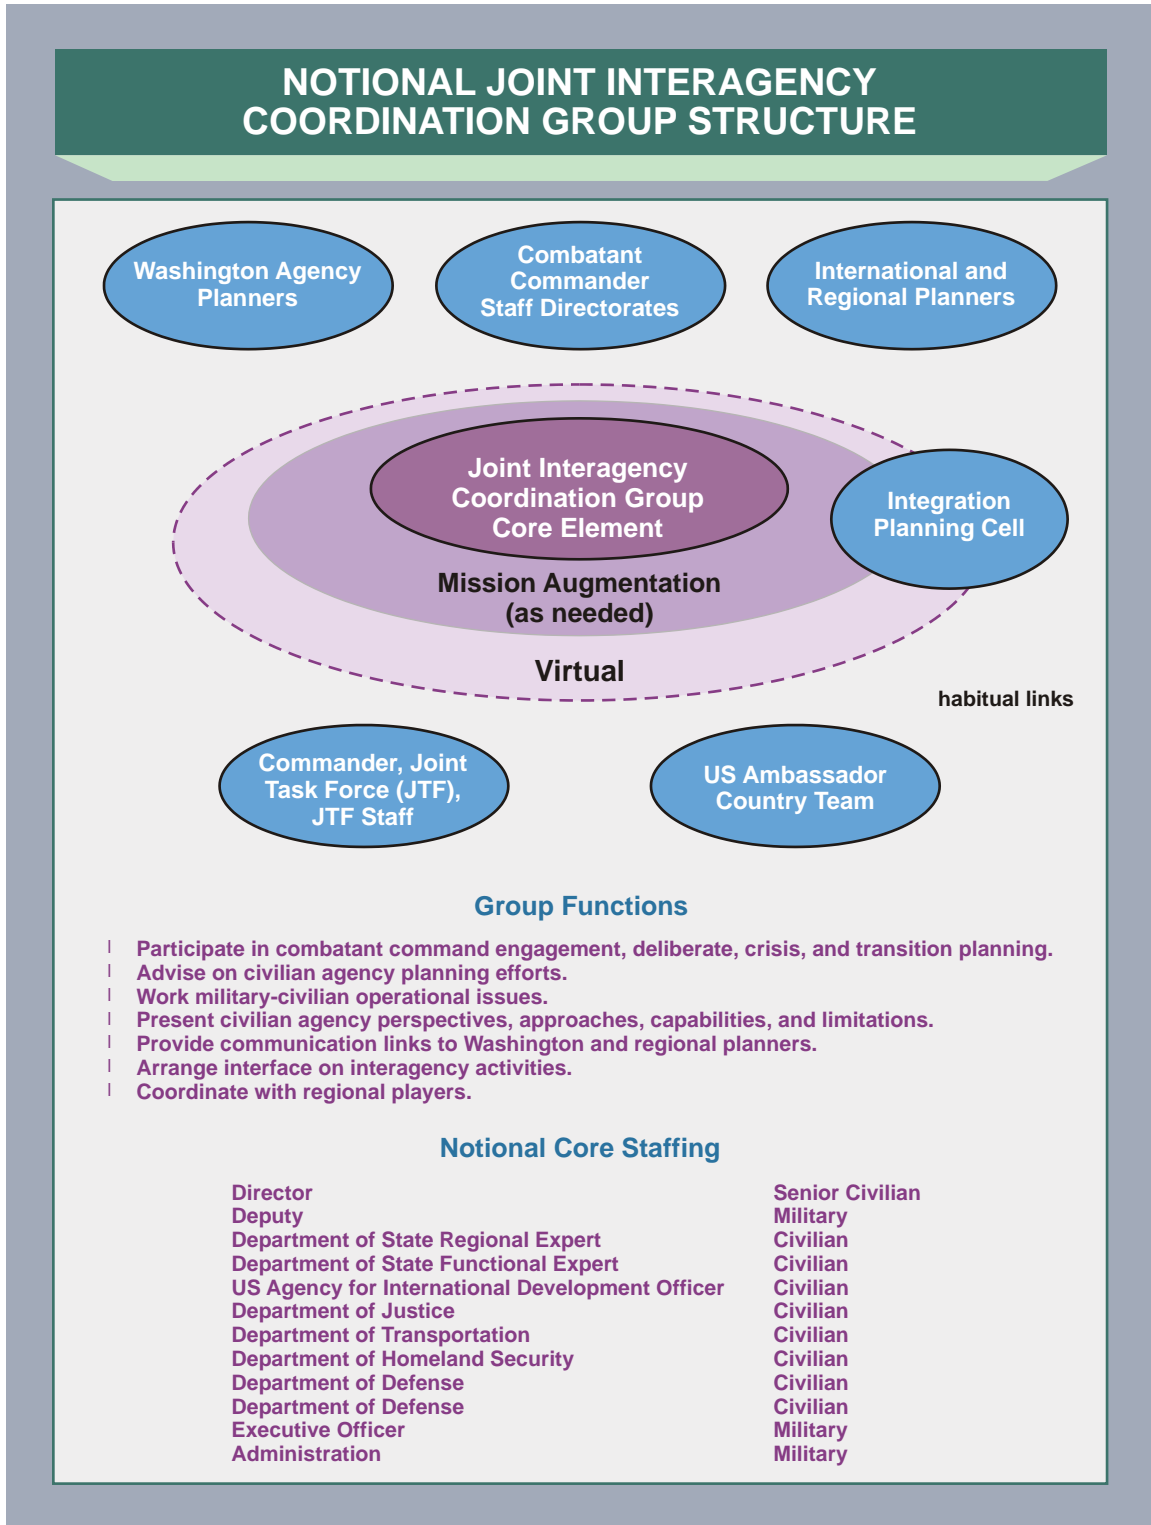 NOTIONAL JOINT INTERAGENCY
COORDINATION GROUP STRUCTURE
Washington Agency
Planners
Combatant
Commander
Staff Directorates
International and
Regional Planners
Joint Interagency
Coordination Group
Core Element
Integration
Planning Cell
Mission Augmentation
(as needed)
Virtual
habitual links
Commander, Joint
Task Force (JTF),
JTF Staff
US Ambassador
Country Team
Group Functions
l Participate in combatant command engagement, deliberate, crisis, and transition planning.
l Advise on civilian agency planning efforts.
l Work military-civilian operational issues.
l Present civilian agency perspectives, approaches, capabilities, and limitations.
l Provide communication links to Washington and regional planners.
l Arrange interface on interagency activities.
l Coordinate with regional players.
Notional Core Staffing
Director Senior Civilian
Deputy Military
Department of State Regional Expert Civilian
Department of State Functional Expert Civilian
US Agency for International Development Officer Civilian
Department of Justice Civilian
Department of Transportation Civilian
Department of Homeland Security Civilian
Department of Defense Civilian
Department of Defense Civilian
Executive Officer Military
Administration Military